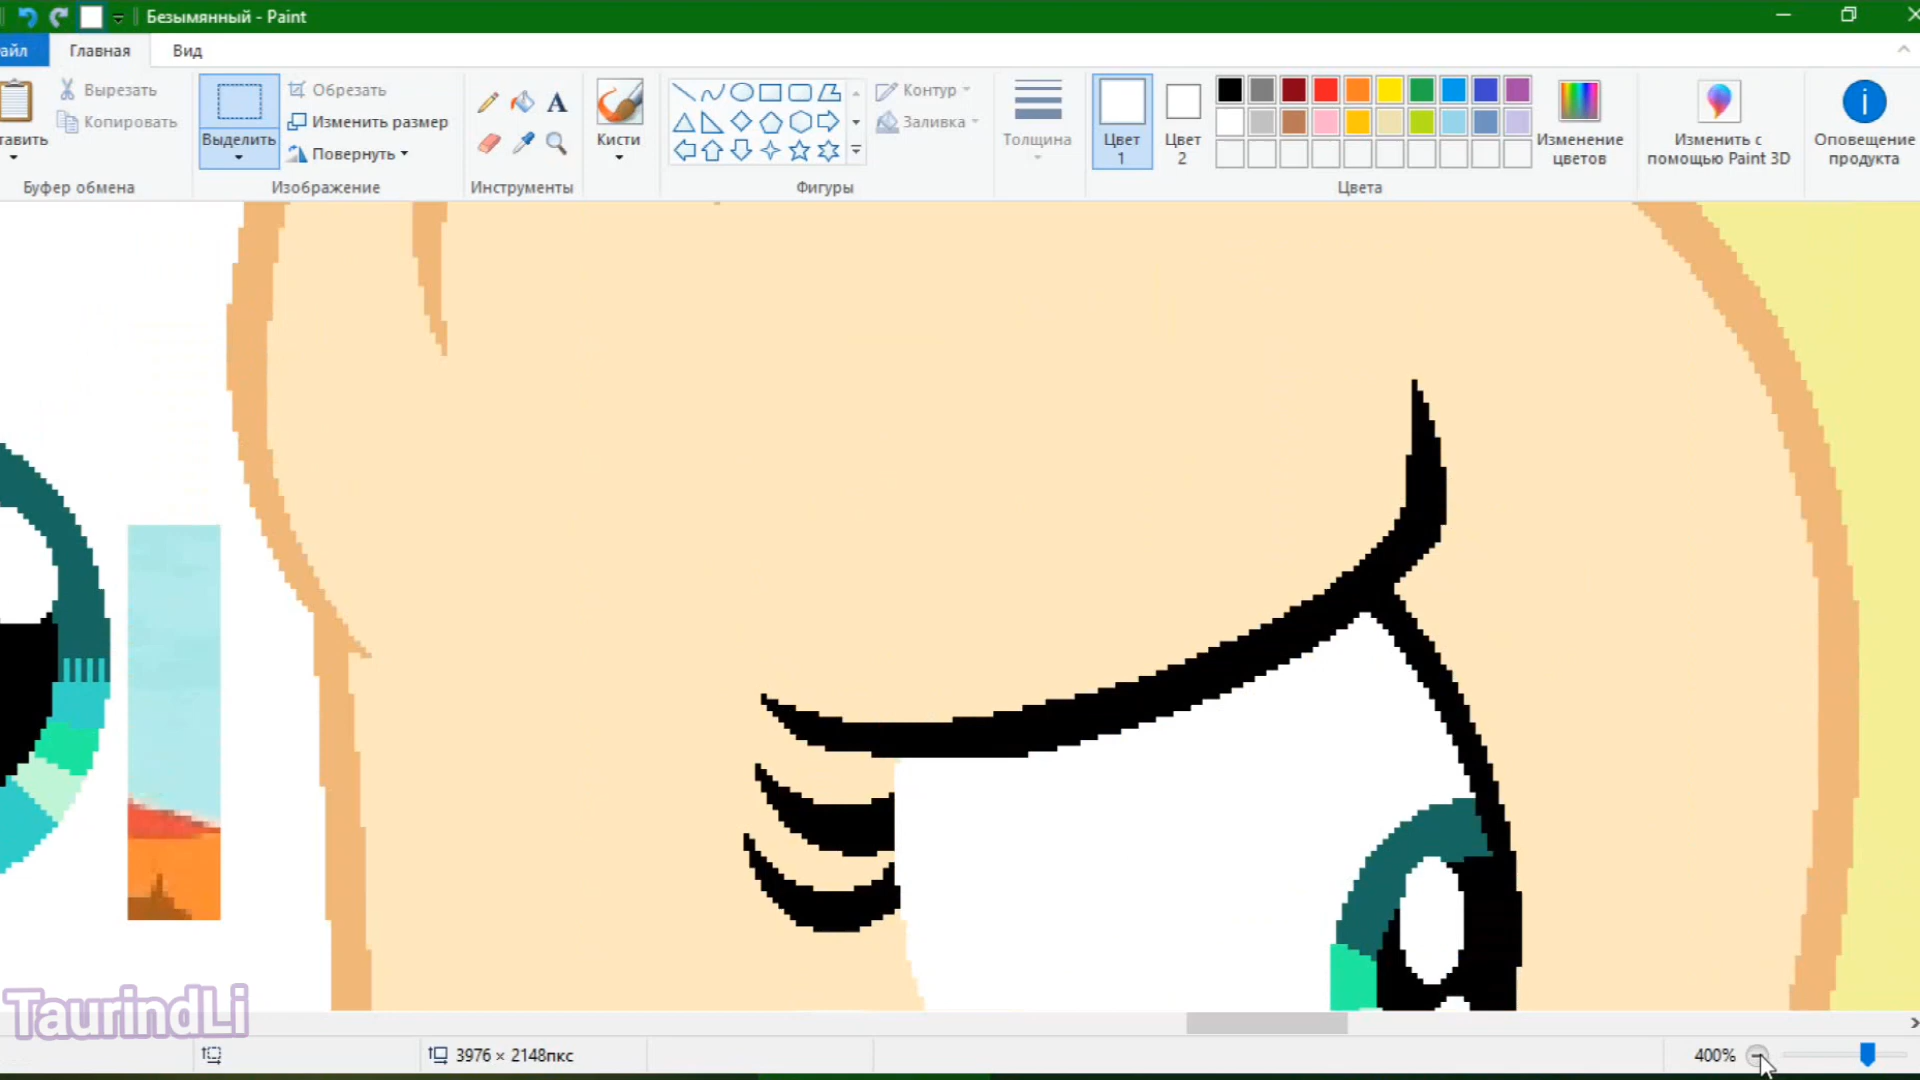 Безымянный - Paint
айл Главная Вид
тавить
Вырезать
Копировать
Буфер обмена
Выделить
Обрезать
Изменить размер
Повернуть
Изображение
A
Инструменты
Кисти
Контур
Заливка
Фигуры
Толщина
Цвет
1
Цвет
2
Цвета
Изменение
цветов
Изменить с
помощью Paint 3D
Оповещение
продукта
TaurindLi
3976 × 2148пкс
400%